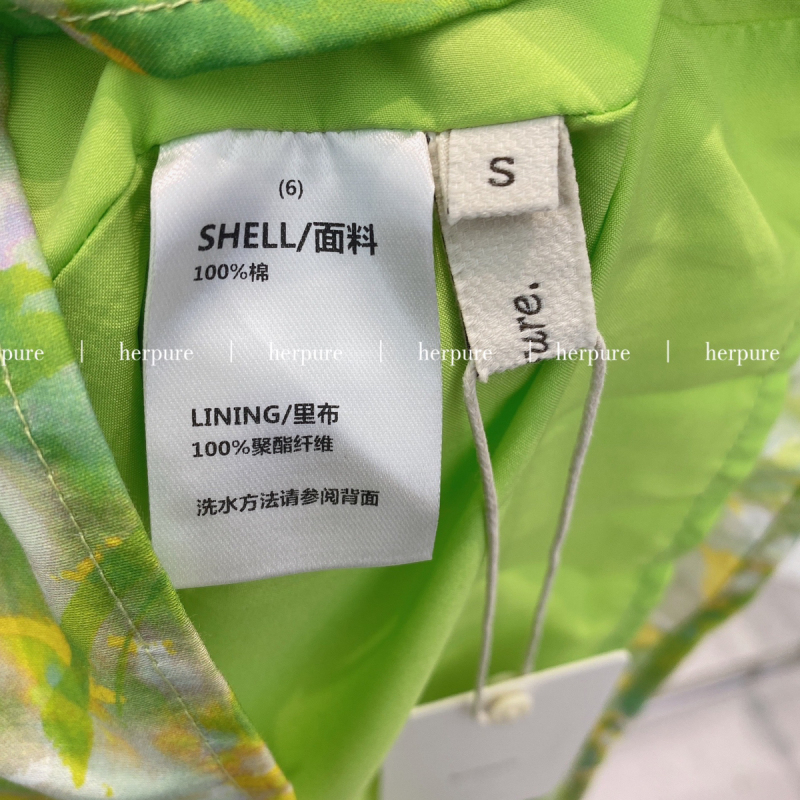 (6)
SHELL/面料
100%棉
LINING/里布
100%聚酯纤维
洗水方法请参阅背面
S
ure.
pure | herpure | herpure | herpure | herpure | herpure